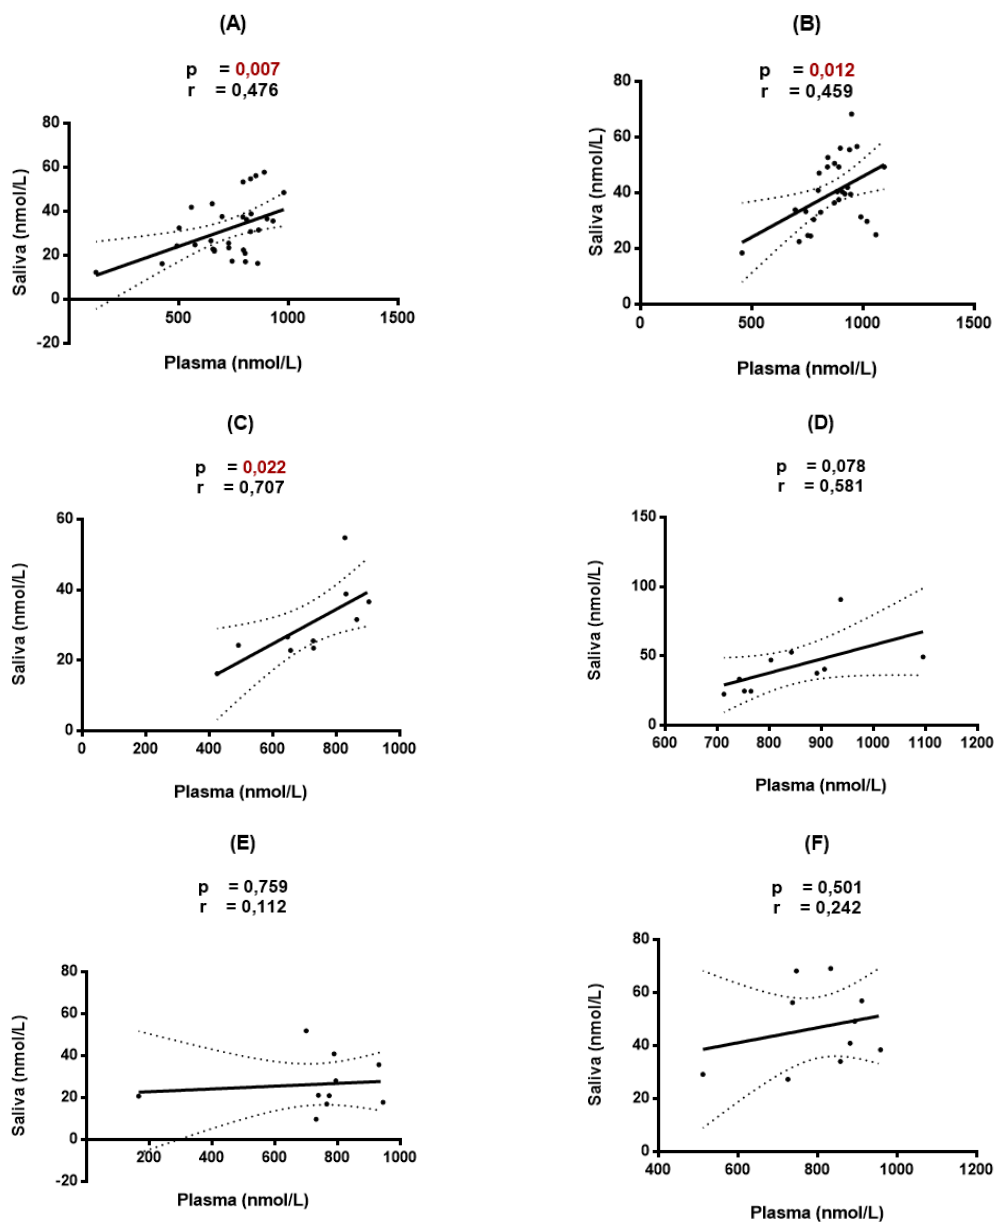 (A)
p = 0,007
r = 0,476
80
60
40
20
0
-20
500
1000
1500
Saliva (nmol/L)
Plasma (nmol/L)
(B)
p = 0,012
r = 0,459
80
60
40
20
0
0
500
1000
1500
Saliva (nmol/L)
Plasma (nmol/L)
(C)
p = 0,022
r = 0,707
60
40
20
0
0
200
400
600
800
1000
Saliva (nmol/L)
Plasma (nmol/L)
(D)
p = 0,078
r = 0,581
150
100
50
0
600
700
800
900
1000
1100
1200
Saliva (nmol/L)
Plasma (nmol/L)
(E)
p = 0,759
r = 0,112
80
60
40
20
0
-20
200
400
600
800
1000
Saliva (nmol/L)
Plasma (nmol/L)
(F)
p = 0,501
r = 0,242
80
60
40
20
0
400
600
800
1000
1200
Saliva (nmol/L)
Plasma (nmol/L)